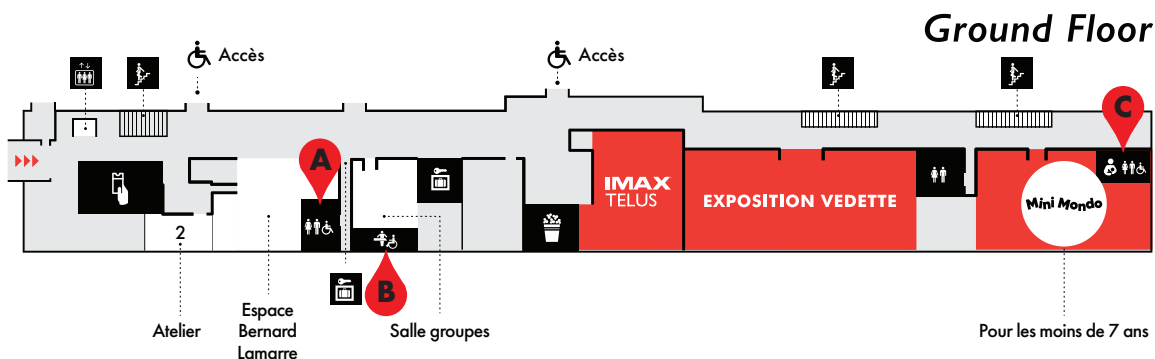 Ground Floor
Accès
Accès
C
A
IMAX
TELUS
EXPOSITION VEDETTE
Mini Mondo
2
B
Atelier
Espace
Bernard
Lamarre
Salle groupes
Pour les moins de 7 ans